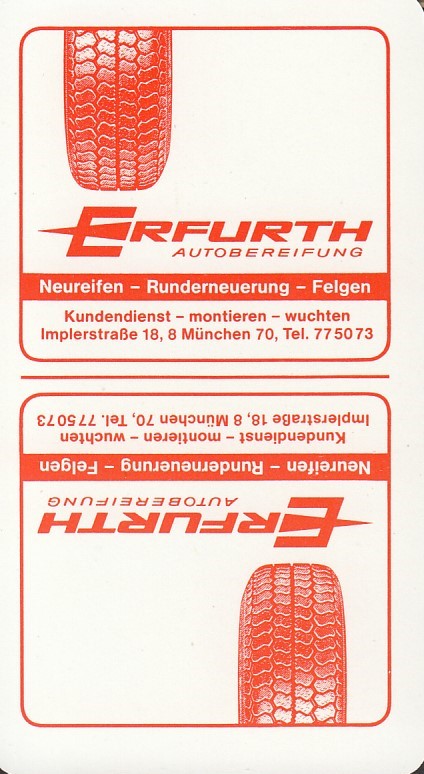 ERFURTH
AUTOBEREIFUNG
Neureifen – Runderneuerung – Felgen
Kundendienst – montieren – wuchten
Implerstraße 18, 8 München 70, Tel. 775073
ERFURTH
AUTOBEREIFUNG
Neureifen – Runderneuerung – Felgen
Kundendienst – montieren – wuchten
Implerstraße 18, 8 München 70, Tel. 775073